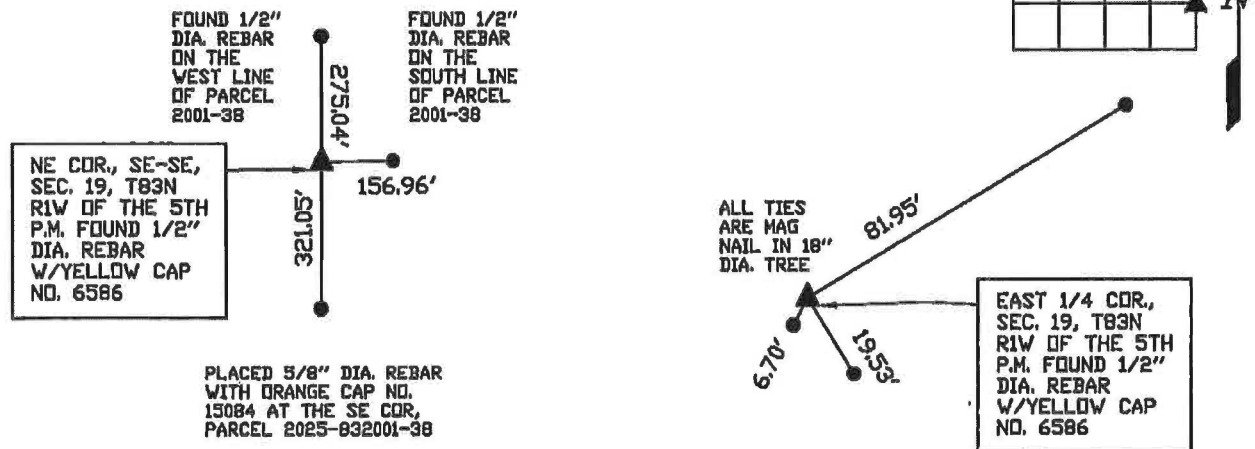 FOUND 1/2"
DIA. REBAR
ON THE
WEST LINE
OF PARCEL
2001-38
FOUND 1/2"
DIA. REBAR
ON THE
SOUTH LINE
OF PARCEL
2001-38
275.04'
156.96'
321.05'
NE COR., SE-SE,
SEC. 19, T83N
R1W OF THE 5TH
P.M. FOUND 1/2"
DIA. REBAR
W/YELLOW CAP
NO. 6586
PLACED 5/8" DIA. REBAR
WITH ORANGE CAP NO.
15084 AT THE SE COR,
PARCEL 2025-832001-38
ALL TIES
ARE MAG
NAIL IN 18"
DIA. TREE
81.95'
6.70'
19.53'
EAST 1/4 COR.,
SEC. 19, T83N
R1W OF THE 5TH
P.M. FOUND 1/2"
DIA. REBAR
W/YELLOW CAP
NO. 6586